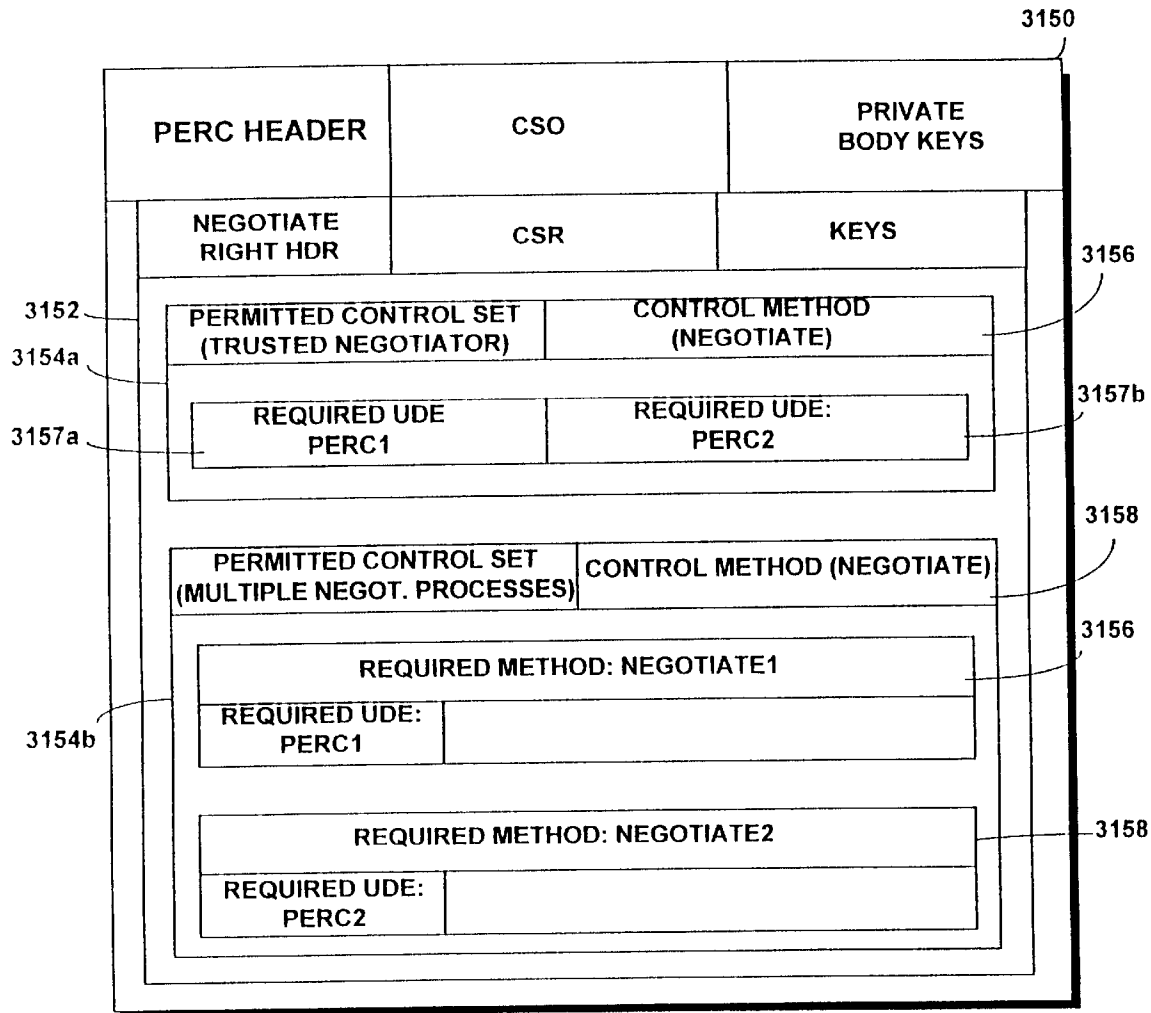 3150
PERC HEADER
CSO
PRIVATE
BODY KEYS
NEGOTIATE
RIGHT HDR
CSR
KEYS
3156
3152
PERMITTED CONTROL SET
(TRUSTED NEGOTIATOR)
CONTROL METHOD
(NEGOTIATE)
3154a
3157b
REQUIRED UDE
PERC1
REQUIRED UDE:
PERC2
3157a
3158
PERMITTED CONTROL SET
(MULTIPLE NEGOT. PROCESSES)
CONTROL METHOD (NEGOTIATE)
3156
REQUIRED METHOD: NEGOTIATE1
REQUIRED UDE:
PERC1
3154b
REQUIRED METHOD: NEGOTIATE2
3158
REQUIRED UDE:
PERC2